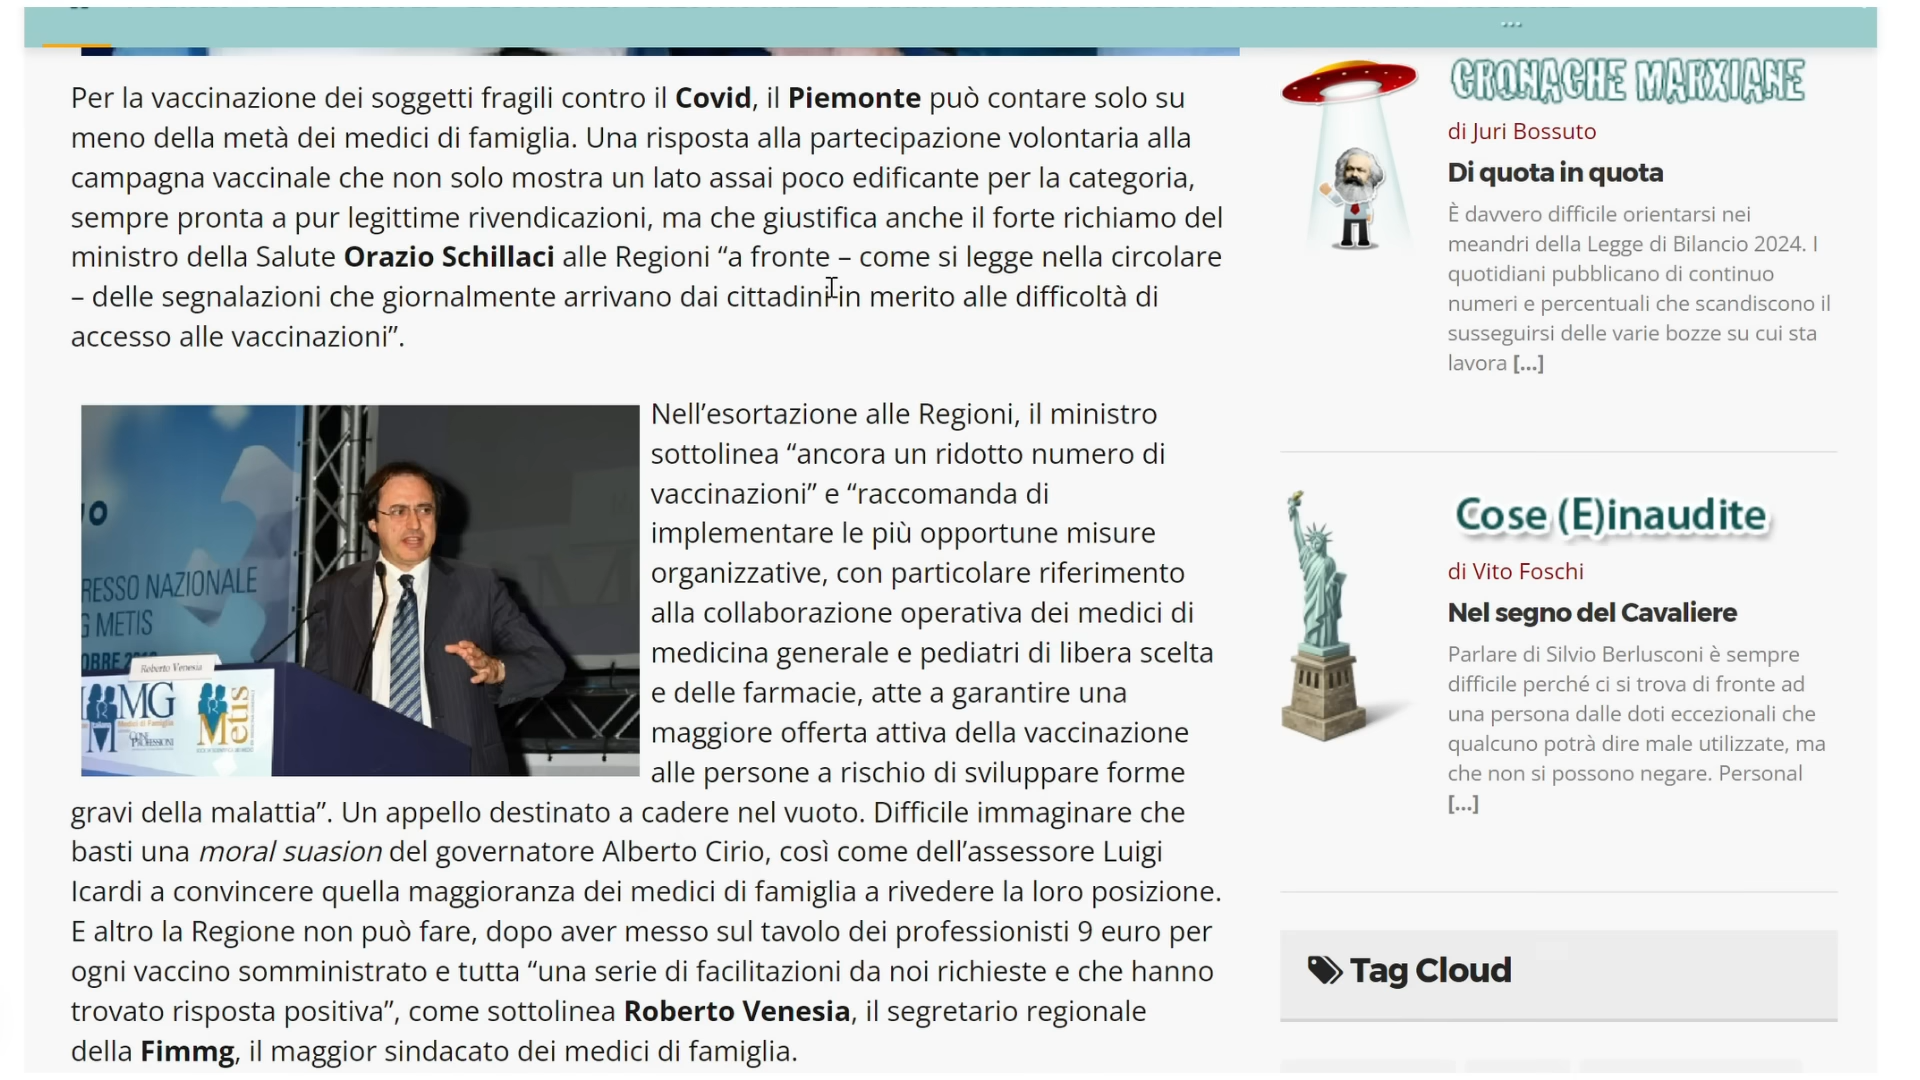 Per la vaccinazione dei soggetti fragili contro il Covid, il Piemonte può contare solo su
meno della metà dei medici di famiglia. Una risposta alla partecipazione volontaria alla
campagna vaccinale che non solo mostra un lato assai poco edificante per la categoria,
sempre pronta a pur legittime rivendicazioni, ma che giustifica anche il forte richiamo del
ministro della Salute Orazio Schillaci alle Regioni “a fronte – come si legge nella circolare
– delle segnalazioni che giornalmente arrivano dai cittadini in merito alle difficoltà di
accesso alle vaccinazioni”.
Nell’esortazione alle Regioni, il ministro
sottolinea “ancora un ridotto numero di
vaccinazioni” e “raccomanda di
implementare le più opportune misure
organizzative, con particolare riferimento
alla collaborazione operativa dei medici di
medicina generale e pediatri di libera scelta
e delle farmacie, atte a garantire una
maggiore offerta attiva della vaccinazione
alle persone a rischio di sviluppare forme
gravi della malattia”. Un appello destinato a cadere nel vuoto. Difficile immaginare che
basti una moral suasion del governatore Alberto Cirio, così come dell’assessore Luigi
Icardi a convincere quella maggioranza dei medici di famiglia a rivedere la loro posizione.
E altro la Regione non può fare, dopo aver messo sul tavolo dei professionisti 9 euro per
ogni vaccino somministrato e tutta “una serie di facilitazioni da noi richieste e che hanno
trovato risposta positiva”, come sottolinea Roberto Venesia, il segretario regionale
della Fimmg, il maggior sindacato dei medici di famiglia.
RESSO NAZIONALE
G METIS
OBRE
Roberto Venesia
MG
Medici di Famiglia
Metis
...
CRONACHE MARXIANE
di Juri Bossuto
Di quota in quota
È davvero difficile orientarsi nei
meandri della Legge di Bilancio 2024. I
quotidiani pubblicano di continuo
numeri e percentuali che scandiscono il
susseguirsi delle varie bozze su cui sta
lavora [...]
Cose (E)inaudite
di Vito Foschi
Nel segno del Cavaliere
Parlare di Silvio Berlusconi è sempre
difficile perché ci si trova di fronte ad
una persona dalle doti eccezionali che
qualcuno potrà dire male utilizzate, ma
che non si possono negare. Personal
[...]
Tag Cloud